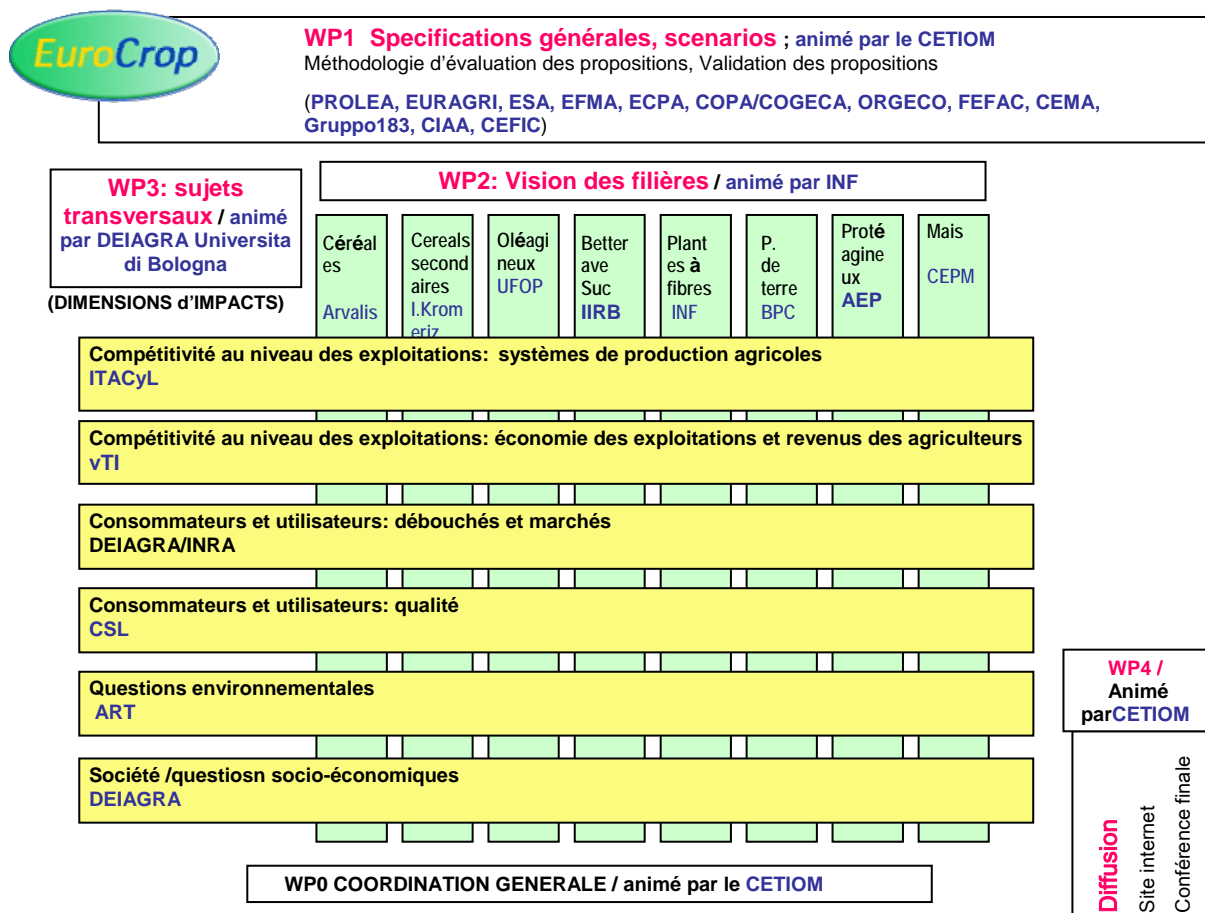 EuroCrop
WP1 Specifications générales, scenarios ; animé par le CETIOM
Méthodologie d'évaluation des propositions, Validation des propositions
(PROLEA, EURAGRI, ESA, EFMA, ECPA, COPA/COGECA, ORGECO, FEFAC, CEMA,
Gruppo183, CIAA, CEFIC)
WP3: sujets
transversaux / animé
par DEIAGRA Universita
di Bologna
(DIMENSIONS d'IMPACTS)
WP2: Vision des filières / animé par INF
Céréal
es
Arvalis
Cereals
second
aires
I.Krom
eriz
Oléagi
neux
UFOP
Better
ave
Suc
IIRB
Plant
es à
fibres
INF
P.
de
terre
BPC
Proté
agine
ux
AEP
Mais
CEPM
Compétitivité au niveau des exploitations: systèmes de production agricoles
ITACyL
Compétitivité au niveau des exploitations: économie des exploitations et revenus des agriculteurs
vTI
Consommateurs et utilisateurs: débouchés et marchés
DEIAGRA/INRA
Consommateurs et utilisateurs: qualité
CSL
Questions environnementales
ART
Société /questiosn socio-économiques
DEIAGRA
WP4 /
Animé
parCETIOM
Diffusion
Site internet
Conférence finale
WP0 COORDINATION GENERALE / animé par le CETIOM